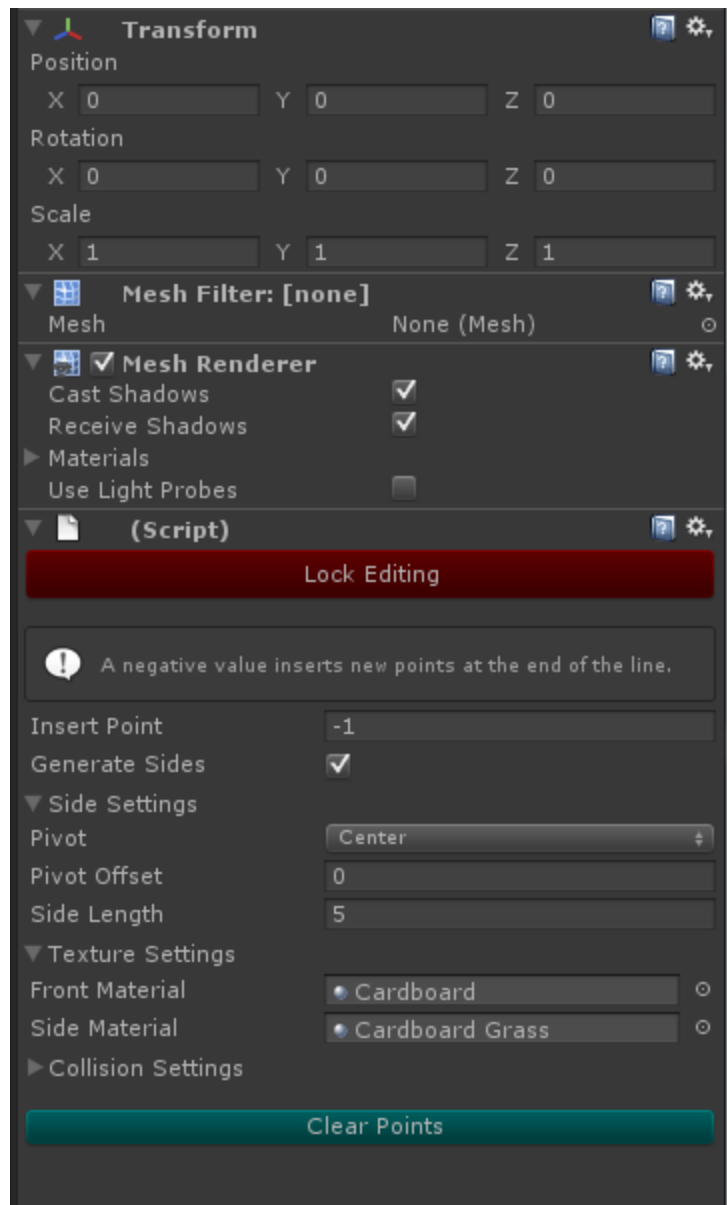 Transform
Position
X 0 Y 0 Z 0
Rotation
X 0 Y 0 Z 0
Scale
X 1 Y 1 Z 1
Mesh Filter: [none]
Mesh None (Mesh)
Mesh Renderer
Cast Shadows
Receive Shadows
Materials
Use Light Probes
(Script)
Lock Editing
A negative value inserts new points at the end of the line.
Insert Point -1
Generate Sides
Side Settings
Pivot Center
Pivot Offset 0
Side Length 5
Texture Settings
Front Material Cardboard
Side Material Cardboard Grass
Collision Settings
Clear Points